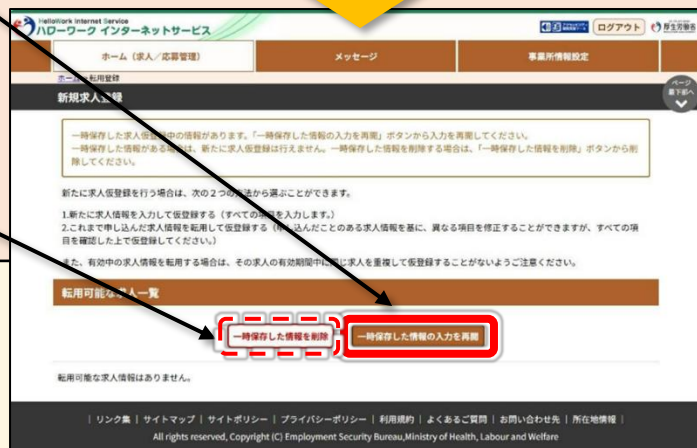 HelloWork Internet Service
ハローワーク インターネットサービス
ログアウト
厚生労働省
ホーム（求人／応募管理）
メッセージ
事業所情報設定
ホーム
転用登録
ページ
最下部へ
新規求人登録
一時保存した求人仮登録中の情報があります。「一時保存した情報の入力を再開」ボタンから入力を再開してください。
一時保存した情報がある場合は、新たに求人仮登録は行えません。一時保存した情報を削除する場合は、「一時保存した情報を削除」ボタンから削
除してください。
新たに求人仮登録を行う場合は、次の２つの方法から選ぶことができます。
1.新たに求人情報を入力して仮登録する（すべての項目を入力します。）
2.これまで申し込んだ求人情報を転用して仮登録する（申し込んだことのある求人情報を基に、異なる項目を修正することができますが、すべての項
目を確認した上で仮登録してください。）
また、有効中の求人情報を転用する場合は、その求人の有効期間中に同じ求人を重複して仮登録することがないようご注意ください。
転用可能な求人一覧
一時保存した情報を削除
一時保存した情報の入力を再開
転用可能な求人情報はありません。
| リンク集 | サイトマップ | サイトポリシー | プライバシーポリシー | 利用規約 | よくあるご質問 | お問い合わせ先 | 所在地情報 |
All rights reserved, Copyright (C) Employment Security Bureau,Ministry of Health, Labour and Welfare